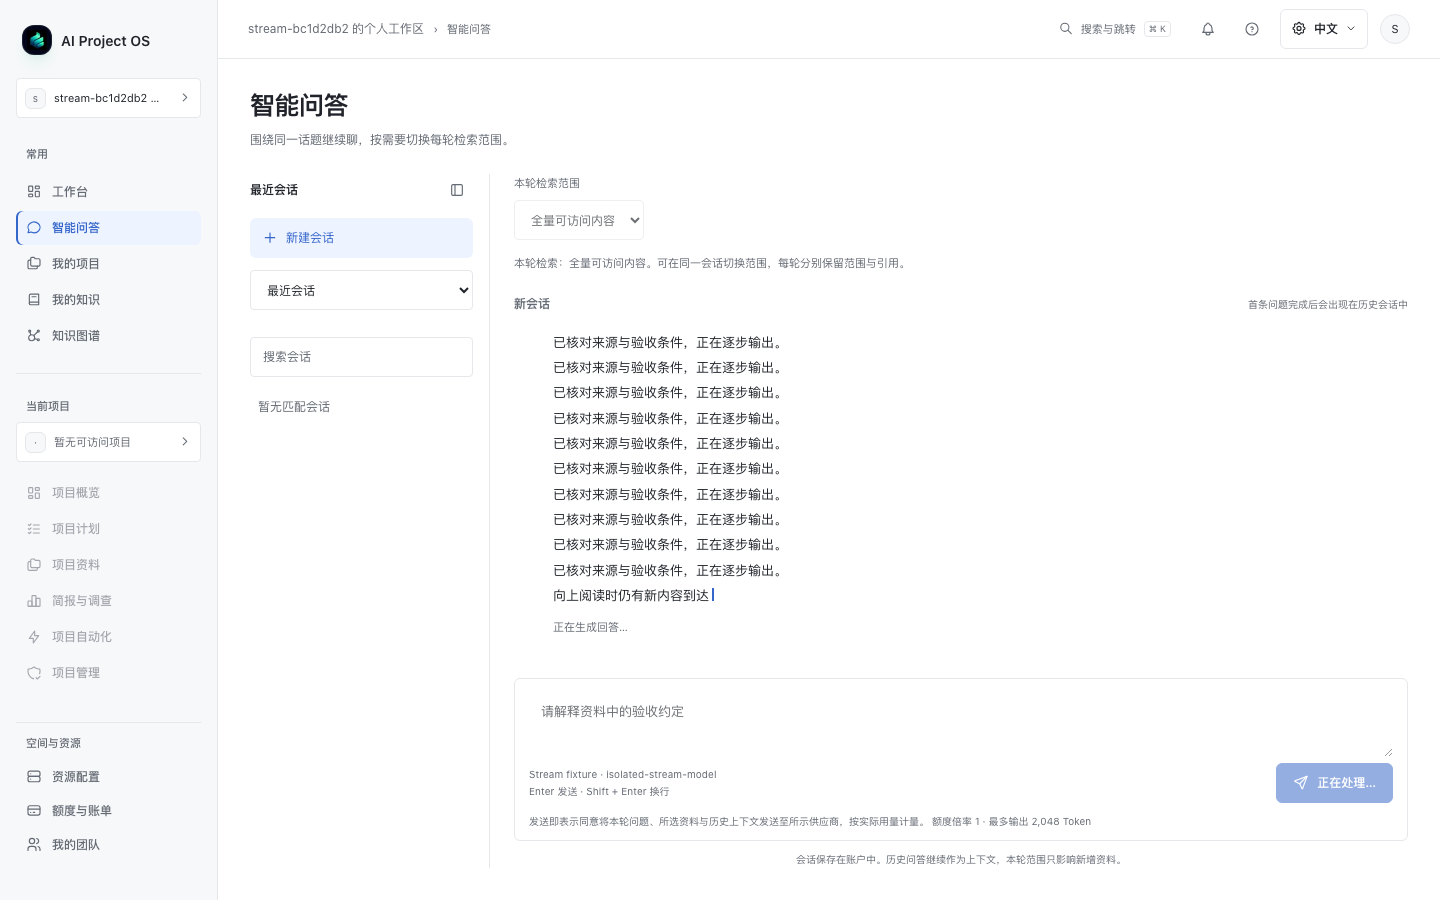 AI Project OS
s
stream-bc1d2db2 ...
常用
工作台
智能问答
我的项目
我的知识
知识图谱
当前项目
·
暂无可访问项目
项目概览
项目计划
项目资料
简报与调查
项目自动化
项目管理
空间与资源
资源配置
额度与账单
我的团队
stream-bc1d2db2 的个人工作区 › 智能问答
搜索与跳转 ⌘ K
中文
S
智能问答
围绕同一话题继续聊，按需要切换每轮检索范围。
最近会话
新建会话
最近会话
搜索会话
暂无匹配会话
本轮检索范围
全量可访问内容
本轮检索：全量可访问内容。可在同一会话切换范围，每轮分别保留范围与引用。
新会话
首条问题完成后会出现在历史会话中
已核对来源与验收条件，正在逐步输出。
已核对来源与验收条件，正在逐步输出。
已核对来源与验收条件，正在逐步输出。
已核对来源与验收条件，正在逐步输出。
已核对来源与验收条件，正在逐步输出。
已核对来源与验收条件，正在逐步输出。
已核对来源与验收条件，正在逐步输出。
已核对来源与验收条件，正在逐步输出。
已核对来源与验收条件，正在逐步输出。
已核对来源与验收条件，正在逐步输出。
向上阅读时仍有新内容到达
正在生成回答...
请解释资料中的验收约定
Stream fixture · isolated-stream-model
Enter 发送 · Shift + Enter 换行
正在处理...
发送即表示同意将本轮问题、所选资料与历史上下文发送至所示供应商，按实际用量计量。 额度倍率 1 · 最多输出 2,048 Token
会话保存在账户中。历史问答继续作为上下文，本轮范围只影响新增资料。